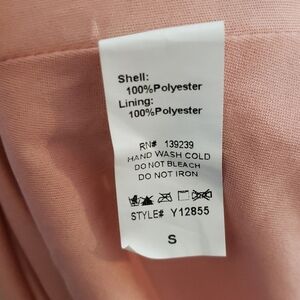 Shell:
100%Polyester
Lining:
100%Polyester
RN# 139239
HAND WASH COLD
DO NOT BLEACH
DO NOT IRON
STYLE# Y12855
S